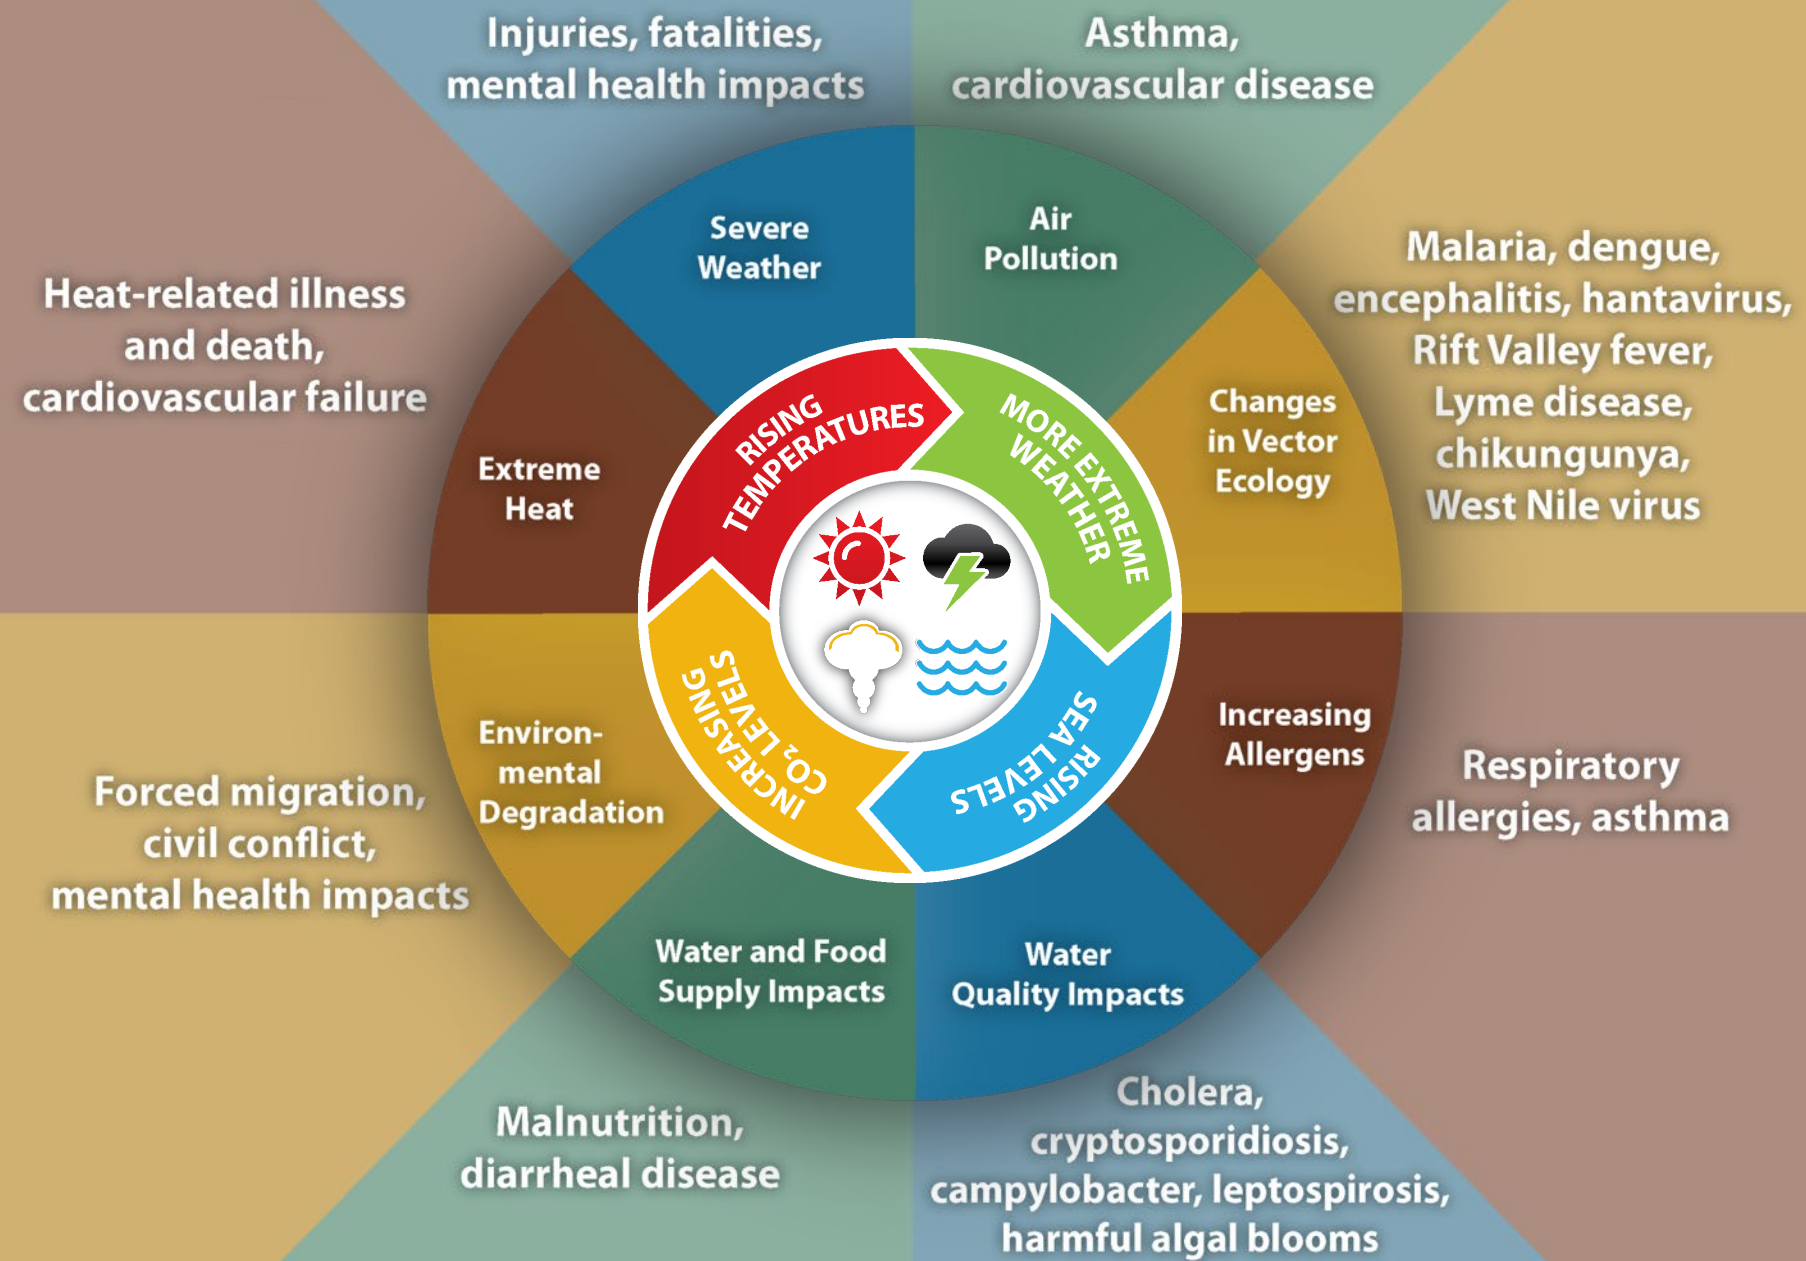 Injuries, fatalities,
mental health impacts
Asthma,
cardiovascular disease
Severe
Weather
Air
Pollution
Heat-related illness
and death,
cardiovascular failure
Malaria, dengue,
encephalitis, hantavirus,
Rift Valley fever,
Lyme disease,
chikungunya,
West Nile virus
Extreme
Heat
Changes
in Vector
Ecology
RISING
TEMPERATURES
MORE EXTREME
WEATHER
INCREASING
CO₂ LEVELS
RISING
SEA LEVELS
Environ-
mental
Degradation
Increasing
Allergens
Forced migration,
civil conflict,
mental health impacts
Respiratory
allergies, asthma
Water and Food
Supply Impacts
Water
Quality Impacts
Malnutrition,
diarrheal disease
Cholera,
cryptosporidiosis,
campylobacter, leptospirosis,
harmful algal blooms